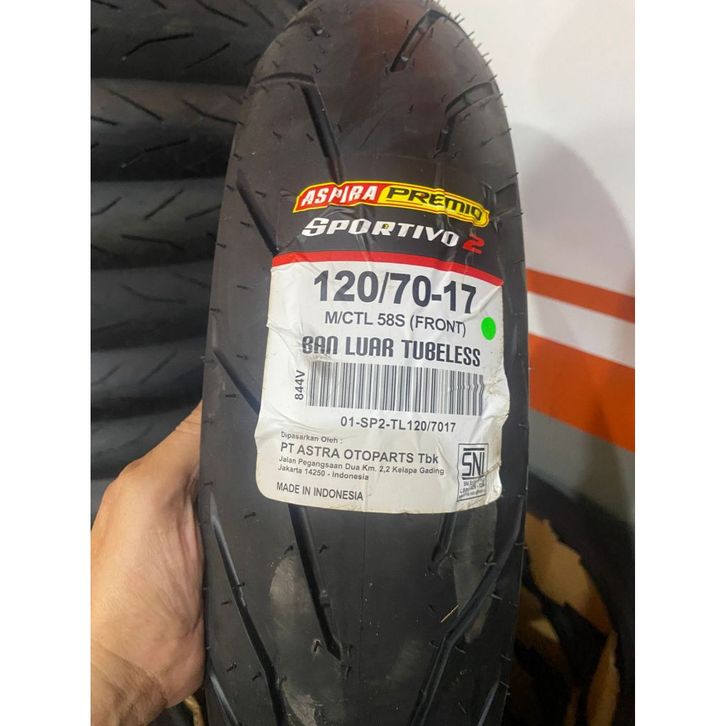 ASPIRA PREMIO
SPORTIVO 2
120/70-17
M/CTL 58S (FRONT)
BAN LUAR TUBELESS
844V
01-SP2-TL120/7017
Dipasarkan Oleh :
PT ASTRA OTOPARTS Tbk
Jalan Pegangsaan Dua Km. 2,2 Kelapa Gading
Jakarta 14250 - Indonesia
MADE IN INDONESIA
SNI